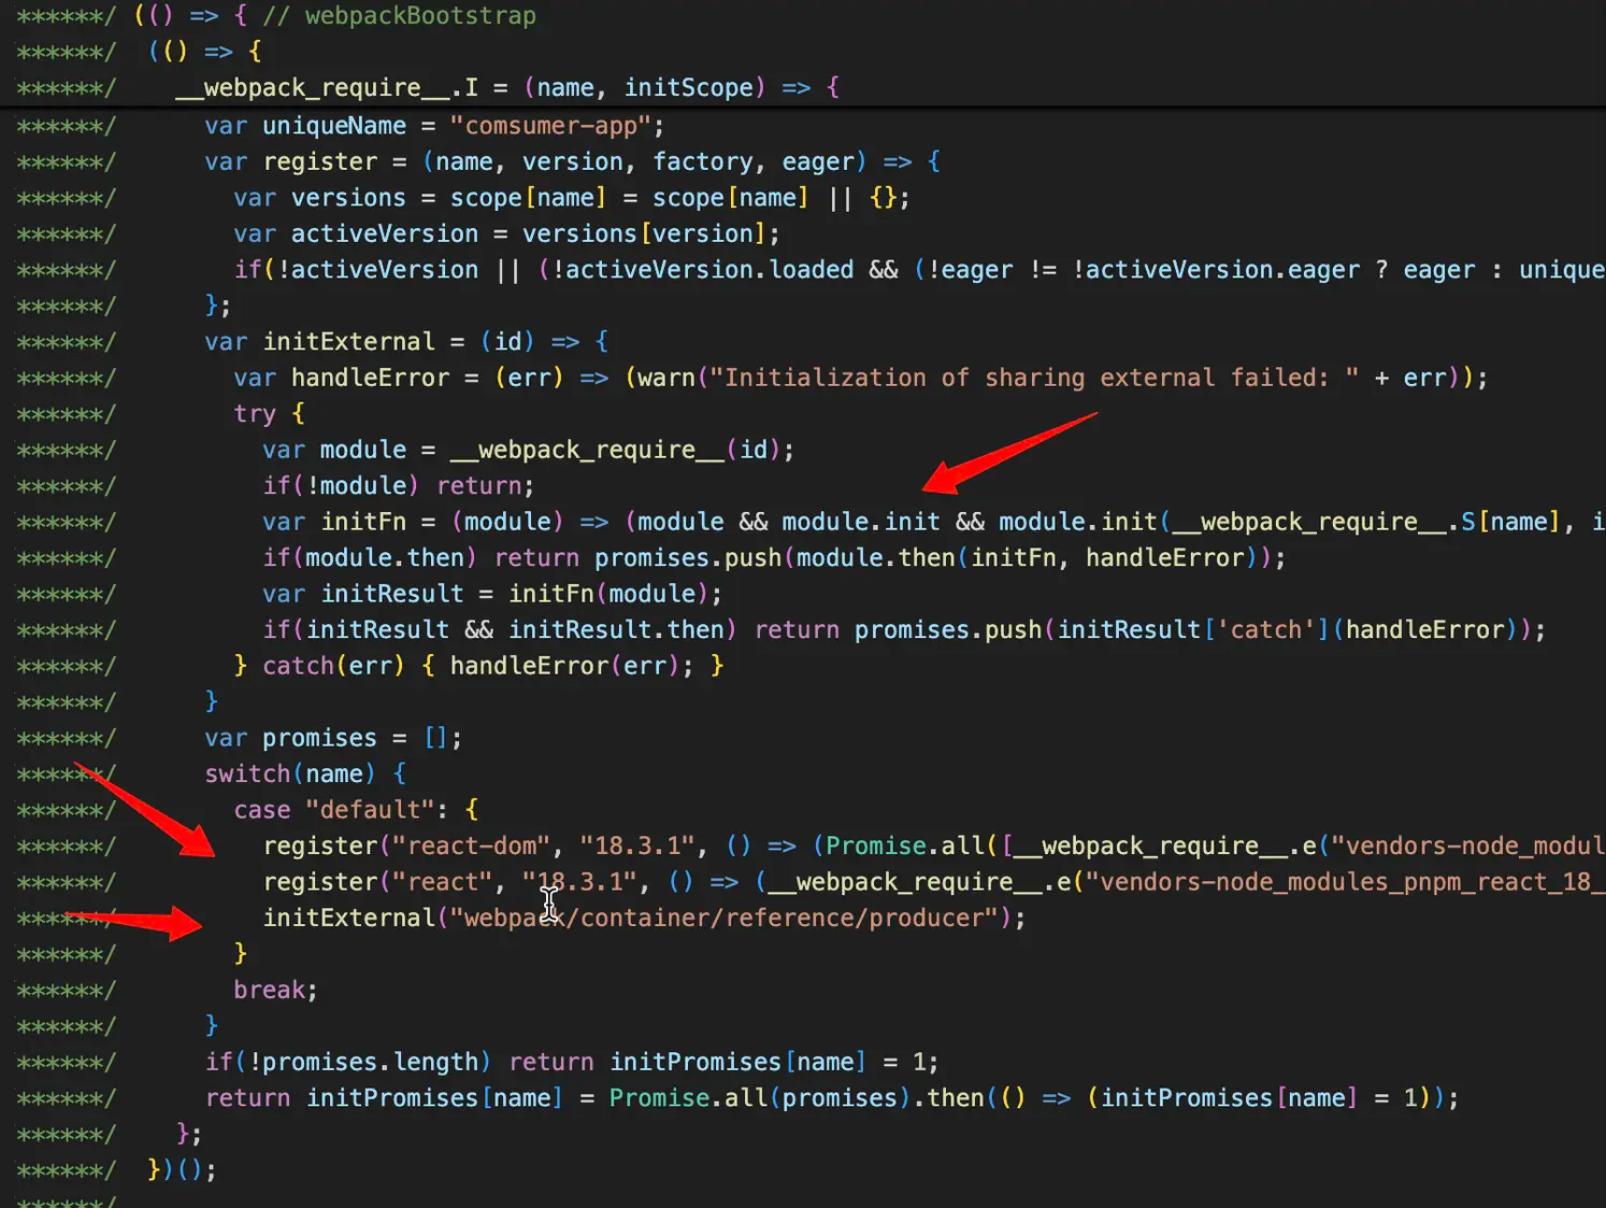 ******/ (() => { // webpackBootstrap
******/ (() => {
******/ __webpack_require__.I = (name, initScope) => {
******/ var uniqueName = "comsumer-app";
******/ var register = (name, version, factory, eager) => {
******/ var versions = scope[name] = scope[name] || {};
******/ var activeVersion = versions[version];
******/ if(!activeVersion || (!activeVersion.loaded && (!eager != !activeVersion.eager ? eager : unique
******/ };
******/ var initExternal = (id) => {
******/ var handleError = (err) => (warn("Initialization of sharing external failed: " + err));
******/ try {
******/ var module = __webpack_require__(id);
******/ if(!module) return;
******/ var initFn = (module) => (module && module.init && module.init(__webpack_require__.S[name], i
******/ if(module.then) return promises.push(module.then(initFn, handleError));
******/ var initResult = initFn(module);
******/ if(initResult && initResult.then) return promises.push(initResult['catch'](handleError));
******/ } catch(err) { handleError(err); }
******/ }
******/ var promises = [];
******/ switch(name) {
******/ case "default": {
******/ register("react-dom", "18.3.1", () => (Promise.all([__webpack_require__.e("vendors-node_modul
******/ register("react", "18.3.1", () => (__webpack_require__.e("vendors-node_modules_pnpm_react_18_
******/ initExternal("webpack/container/reference/producer");
******/ }
******/ break;
******/ }
******/ if(!promises.length) return initPromises[name] = 1;
******/ return initPromises[name] = Promise.all(promises).then(() => (initPromises[name] = 1));
******/ };
******/ })();
******/